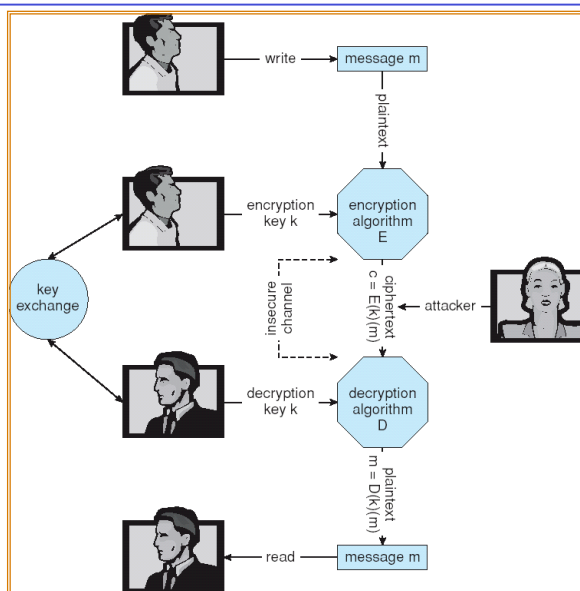 write
message m
plaintext
encryption
key k
encryption
algorithm
E
key
exchange
insecure
channel
ciphertext
c = E(k)(m)
attacker
decryption
key k
decryption
algorithm
D
plaintext
m = D(k)(m)
read
message m